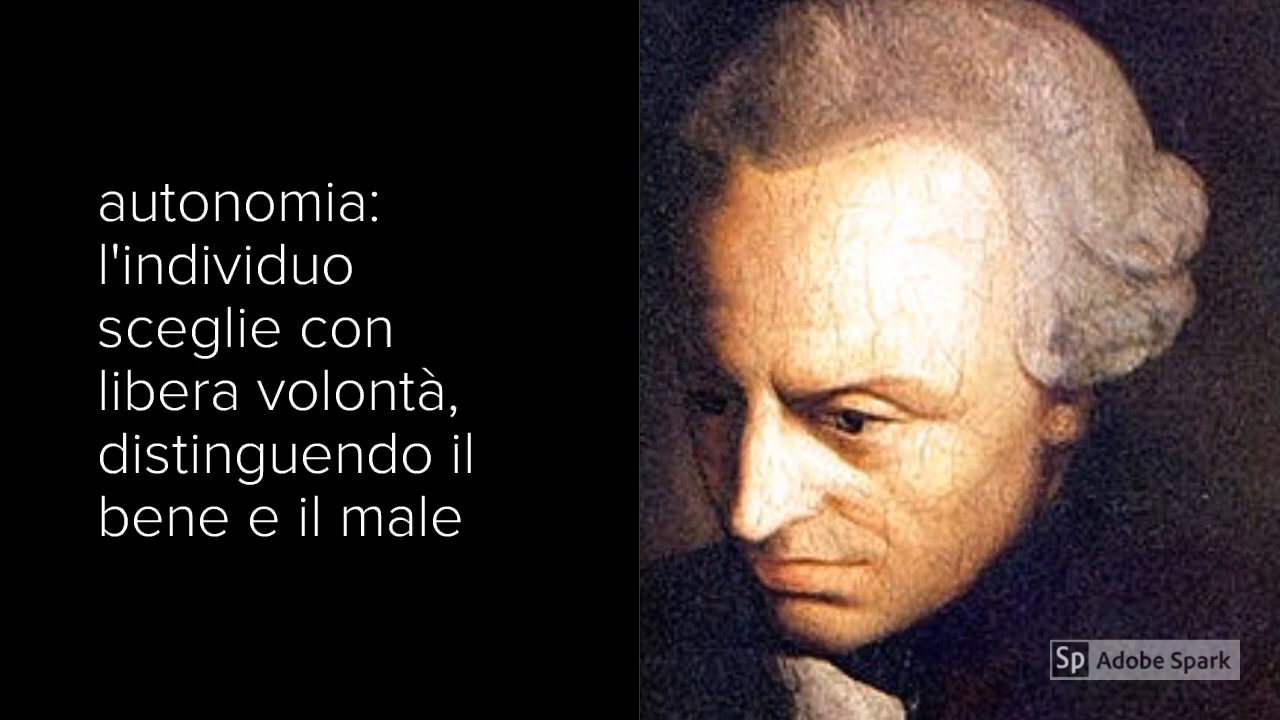 autonomia:
l'individuo
sceglie con
libera volontà,
distinguendo il
bene e il male
Sp Adobe Spark